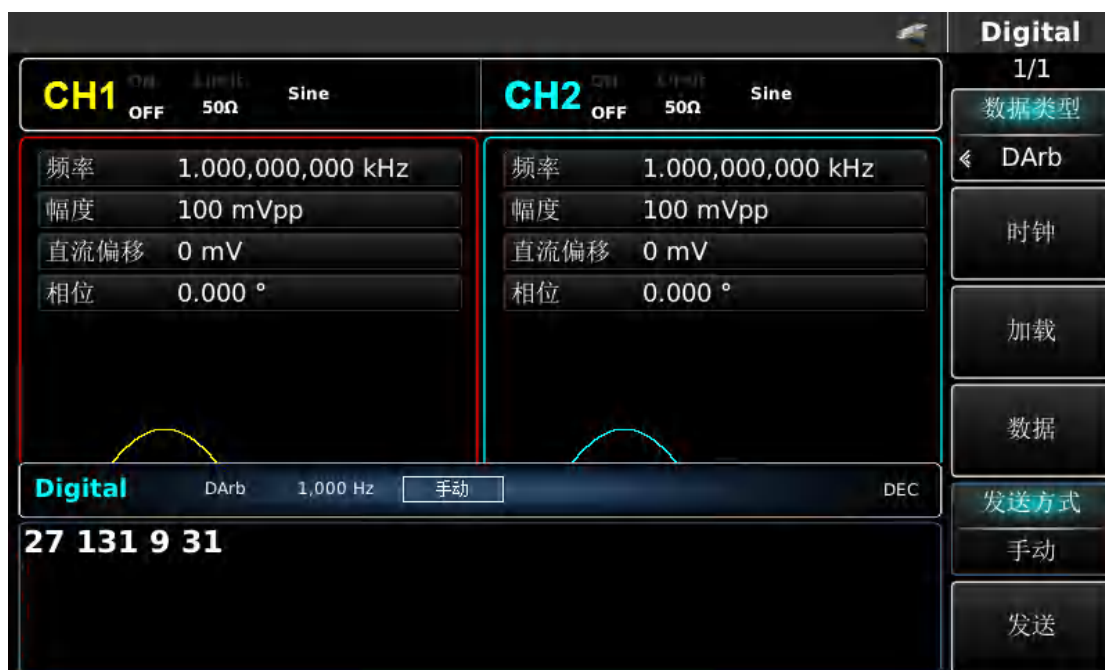 Digital
1/1
CH1 ON OFF Limit 50Ω Sine
CH2 ON OFF Limit 50Ω Sine
频率 1.000,000,000 kHz
幅度 100 mVpp
直流偏移 0 mV
相位 0.000 °
频率 1.000,000,000 kHz
幅度 100 mVpp
直流偏移 0 mV
相位 0.000 °
Digital DArb 1,000 Hz 手动 DEC
27 131 9 31
数据类型
DArb
时钟
加载
数据
发送方式
手动
发送